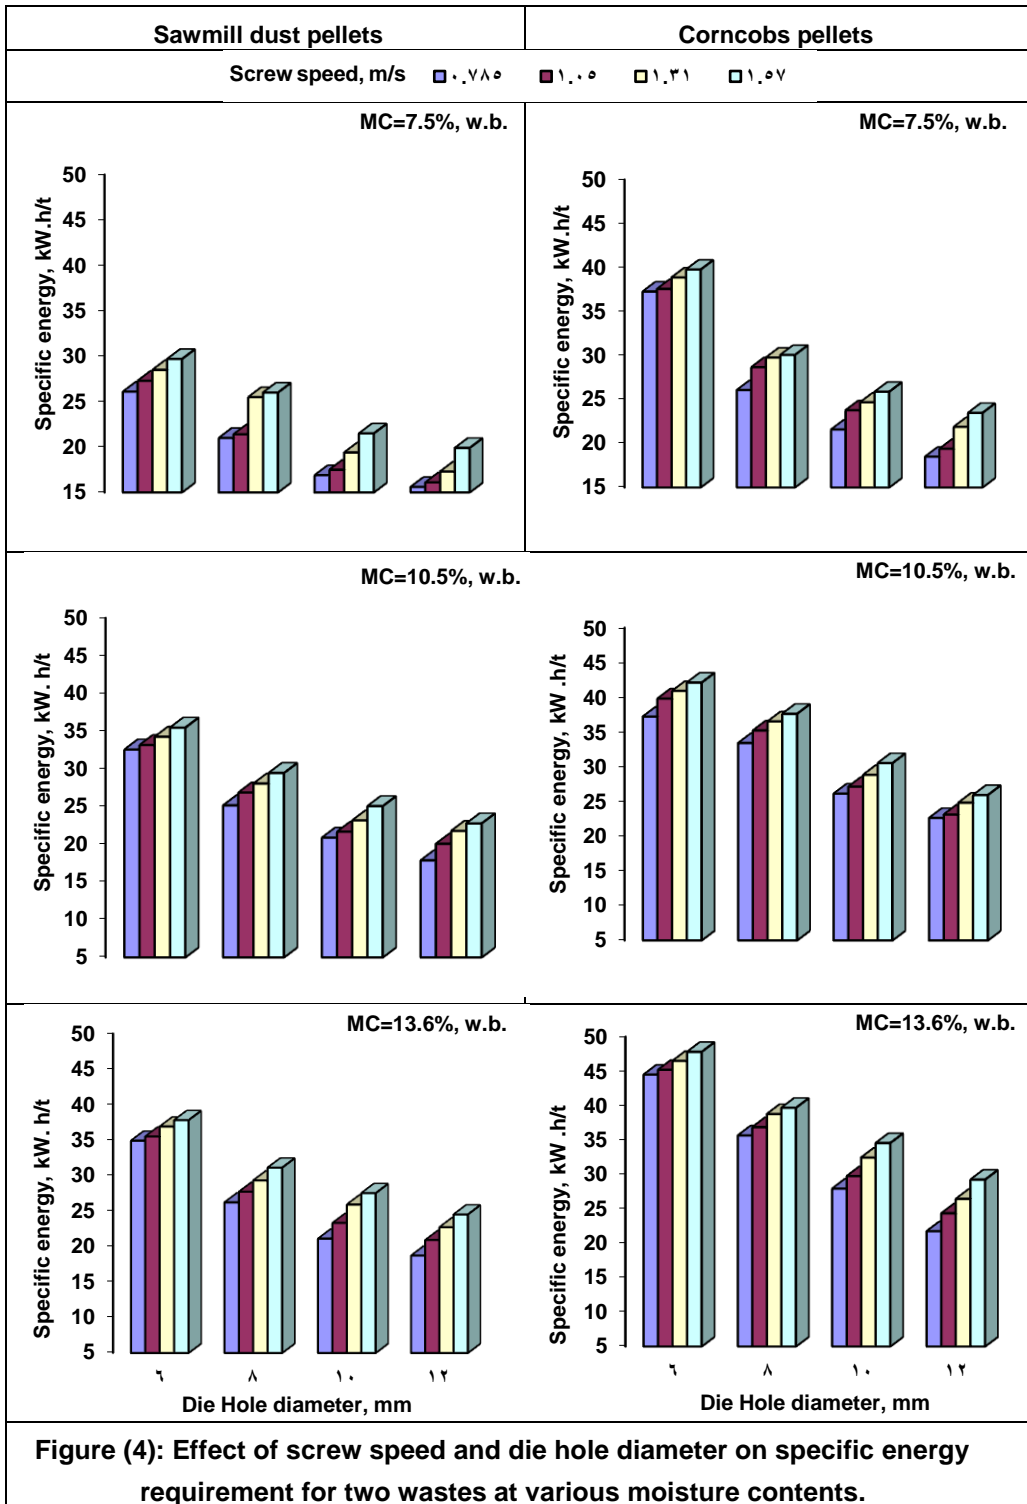 Sawmill dust pellets
Corncobs pellets
Screw speed, m/s ٠.٧٨٥ ١.٠٥ ١.٣١ ١.٥٧
MC=7.5%, w.b.
Specific energy, kW.h/t
50
45
40
35
30
25
20
15
MC=7.5%, w.b.
Specific energy, kW.h/t
50
45
40
35
30
25
20
15
MC=10.5%, w.b.
Specific energy, kW. h/t
50
45
40
35
30
25
20
15
10
5
MC=10.5%, w.b.
Specific energy, kW .h/t
50
45
40
35
30
25
20
15
10
5
MC=13.6%, w.b.
Specific energy, kW. h/t
50
45
40
35
30
25
20
15
10
5
٦ ٨ ١٠ ١٢
Die Hole diameter, mm
MC=13.6%, w.b.
Specific energy, kW .h/t
50
45
40
35
30
25
20
15
10
5
٦ ٨ ١٠ ١٢
Die Hole diameter, mm
Figure (4): Effect of screw speed and die hole diameter on specific energy
requirement for two wastes at various moisture contents.